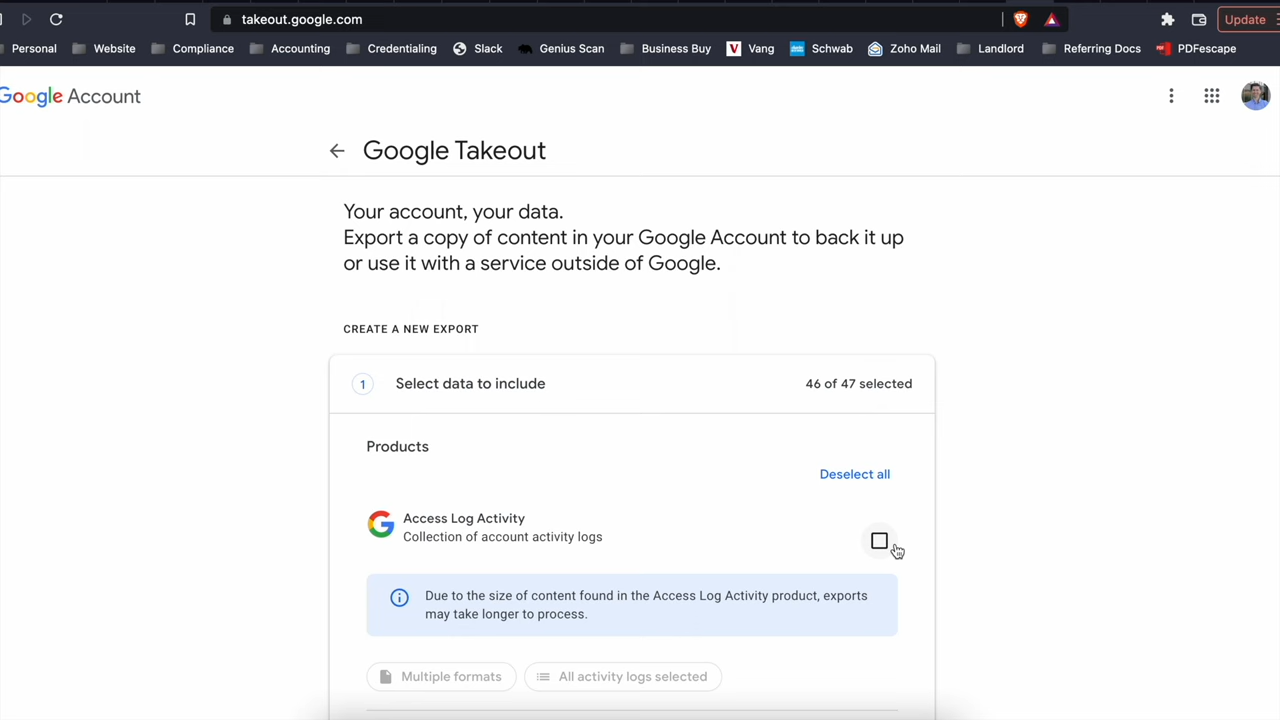 takeout.google.com
Update
Personal Website Compliance Accounting Credentialing Slack Genius Scan Business Buy Vang Schwab Zoho Mail Landlord Referring Docs PDFescape
Google Account
Google Takeout
Your account, your data.
Export a copy of content in your Google Account to back it up
or use it with a service outside of Google.
CREATE A NEW EXPORT
1 Select data to include 46 of 47 selected
Products
Deselect all
Access Log Activity
Collection of account activity logs
Due to the size of content found in the Access Log Activity product, exports
may take longer to process.
Multiple formats All activity logs selected